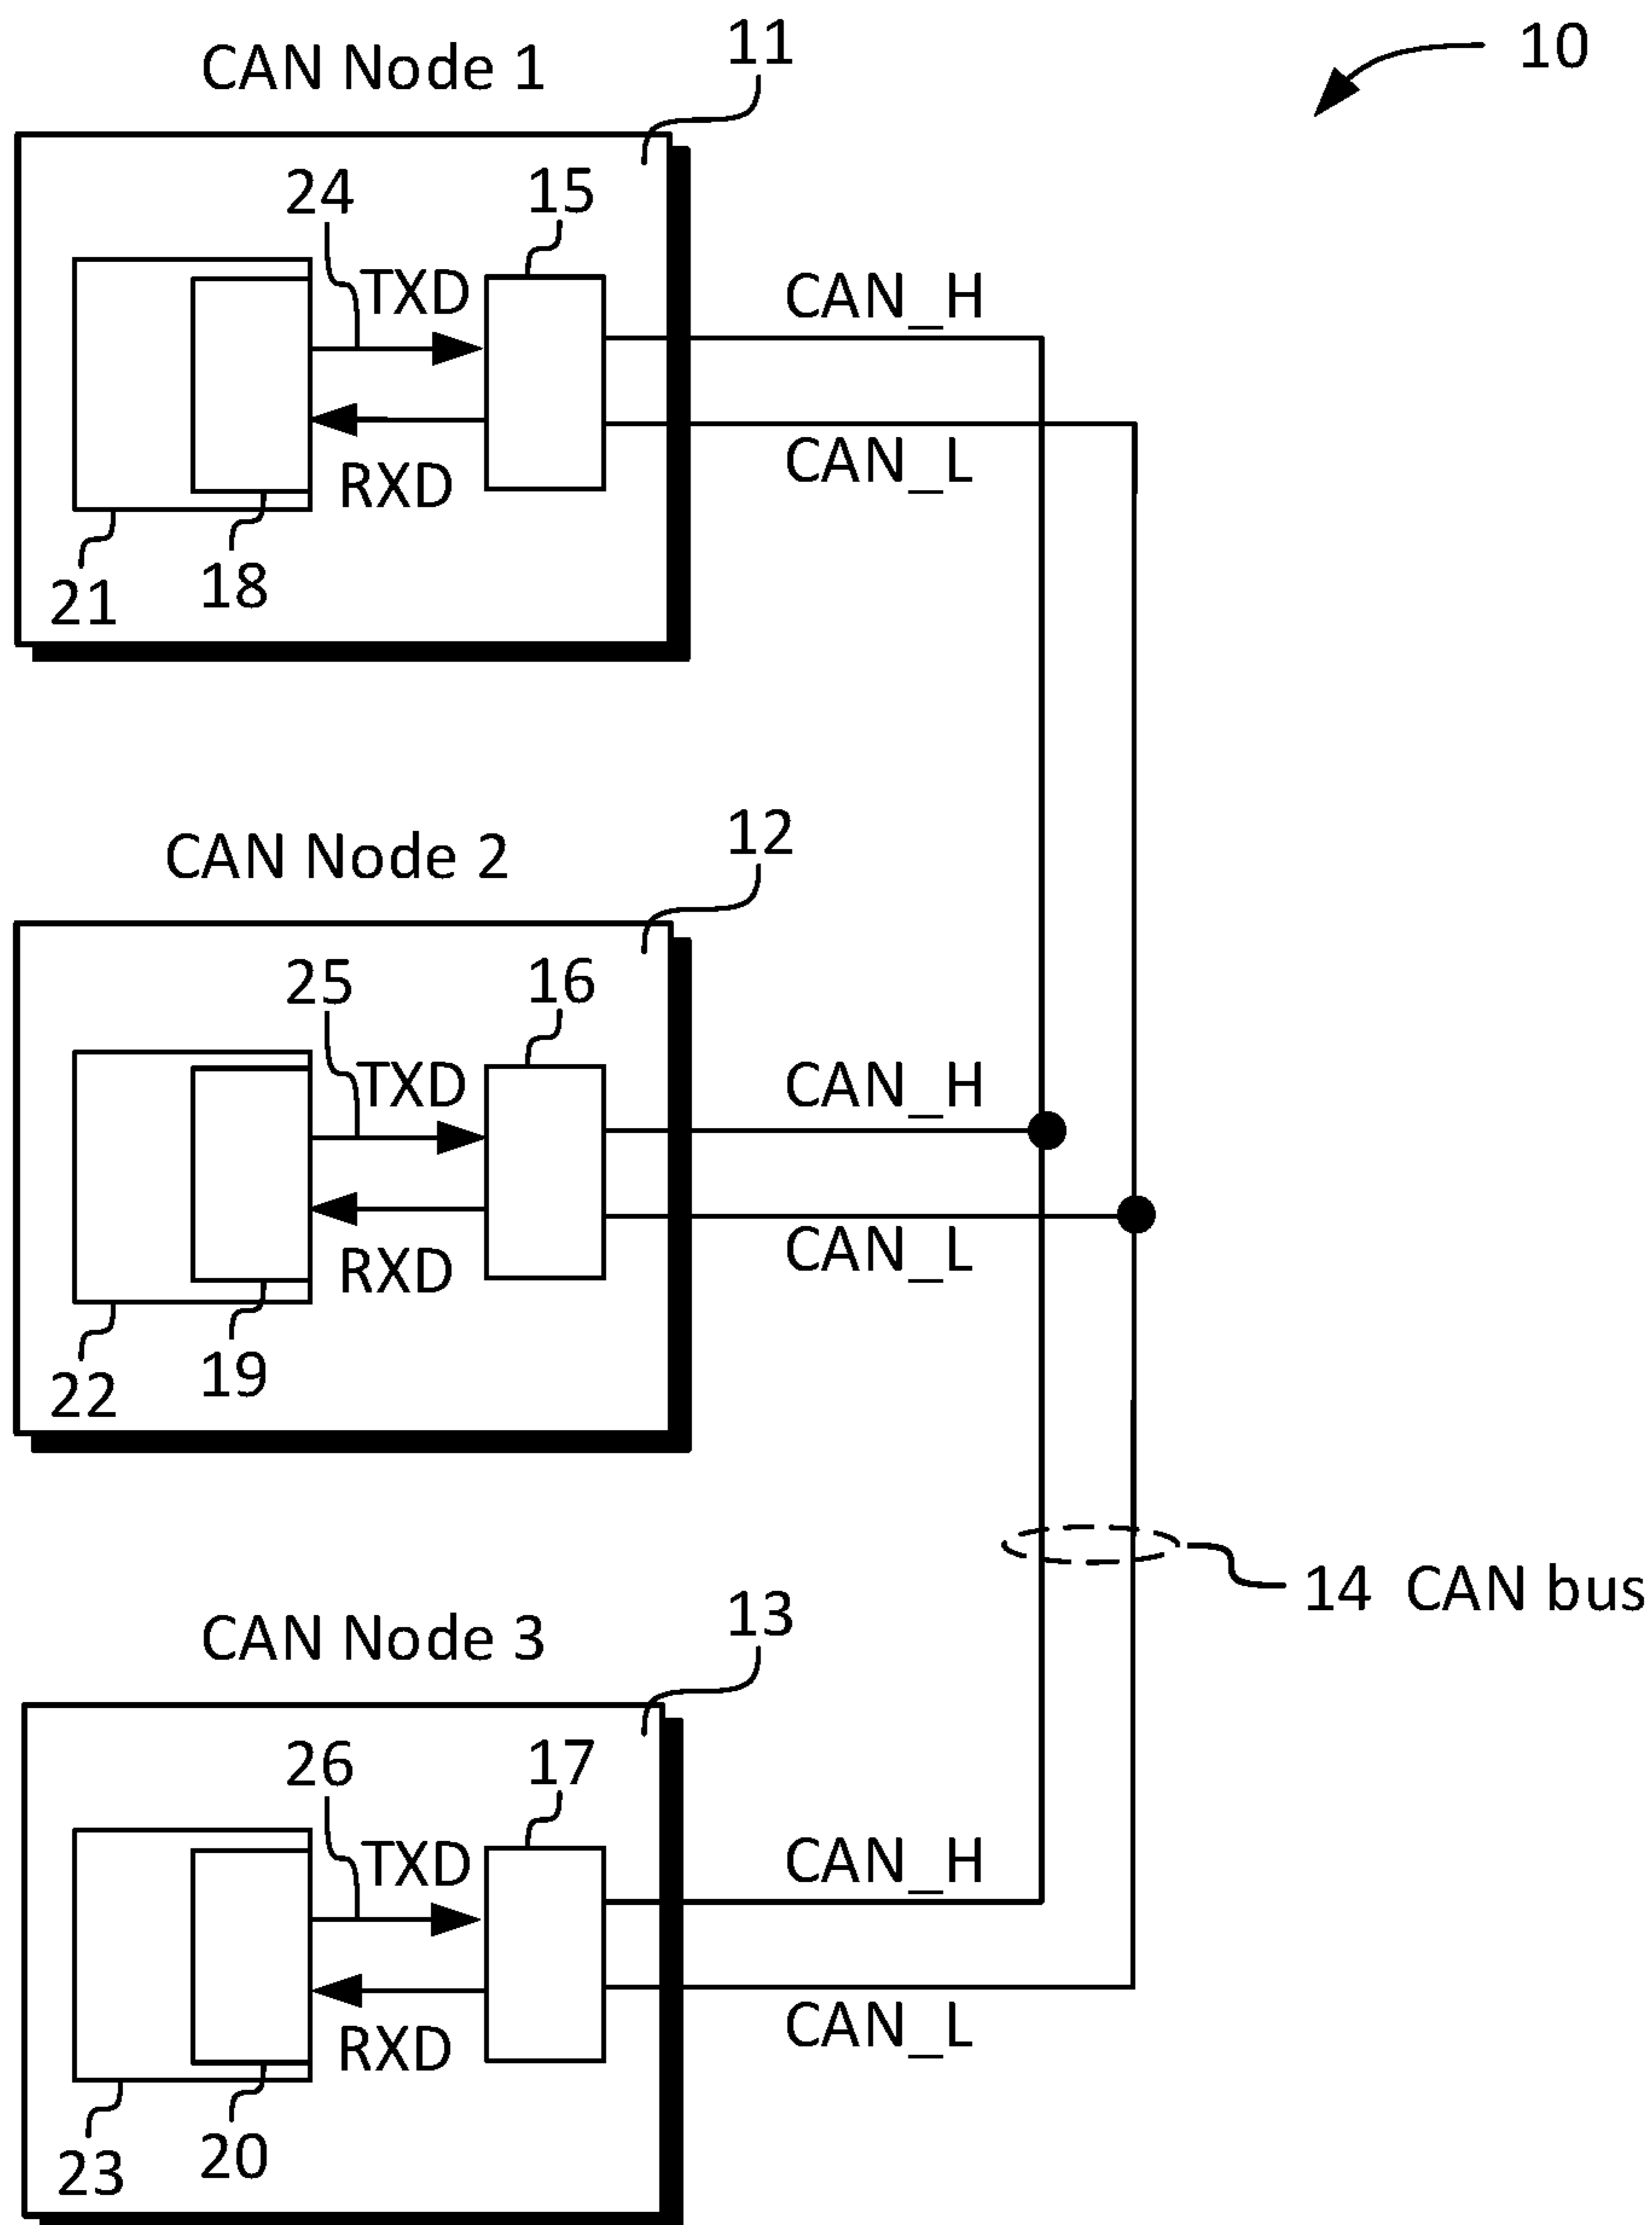 11
10
CAN Node 1
24
15
TXD
CAN_H
CAN_L
RXD
18
21
12
CAN Node 2
25
16
TXD
CAN_H
CAN_L
RXD
19
22
14 CAN bus
13
CAN Node 3
26
17
TXD
CAN_H
CAN_L
RXD
20
23